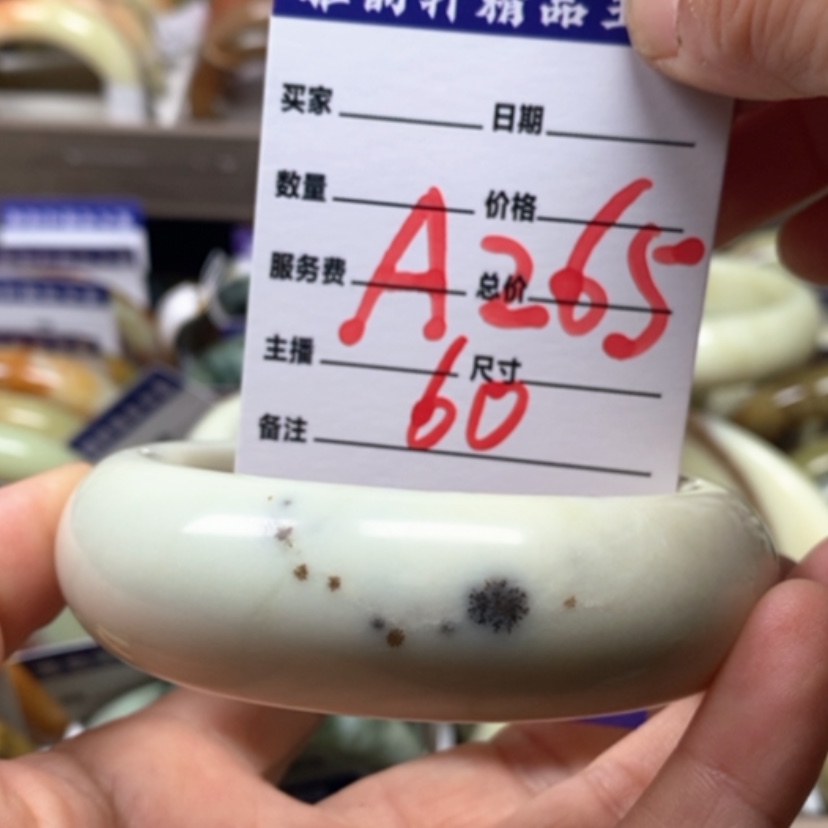 买家 日期
数量 价格
服务费 总价
A265
主播 尺寸
60
备注